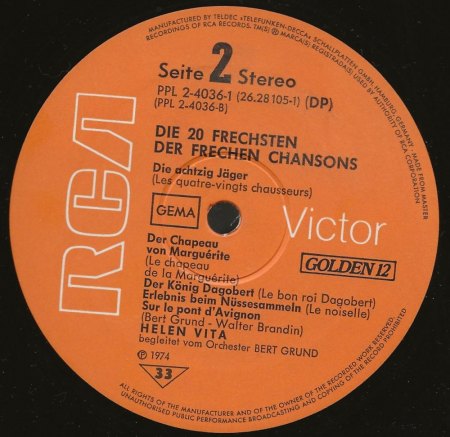 MANUFACTURED BY TELDEC »TELEFUNKEN-DECCA« SCHALLPLATTEN GMBH, HAMBURG, GERMANY · MADE FROM MASTER
RECORDINGS OF RCA RECORDS. TM(S) ® MARCA(S) REGISTRADA(S) USED BY AUTHORITY OF RCA CORPORATION
Seite 2 Stereo
PPL 2-4036-1 (26.28 105-1) (DP)
(PPL 2-4036-B)
DIE 20 FRECHSTEN
DER FRECHEN CHANSONS
Die achtzig Jäger
(Les quatre-vingts chausseurs)
GEMA
RCA
Victor
GOLDEN 12
Der Chapeau
von Marguérite
(Le chapeau
de la Marguérite)
Der König Dagobert (Le bon roi Dagobert)
Erlebnis beim Nüssesammeln (Le noiselle)
Sur le pont d'Avignon
(Bert Grund - Walter Brandin)
HELEN VITA
begleitet vom Orchester BERT GRUND
℗ 1974
33
ALL RIGHTS OF THE MANUFACTURER AND OF THE OWNER OF THE RECORDED WORK RESERVED.
UNAUTHORISED PUBLIC PERFORMANCE BROADCASTING AND COPYING OF THE RECORD PROHIBITED